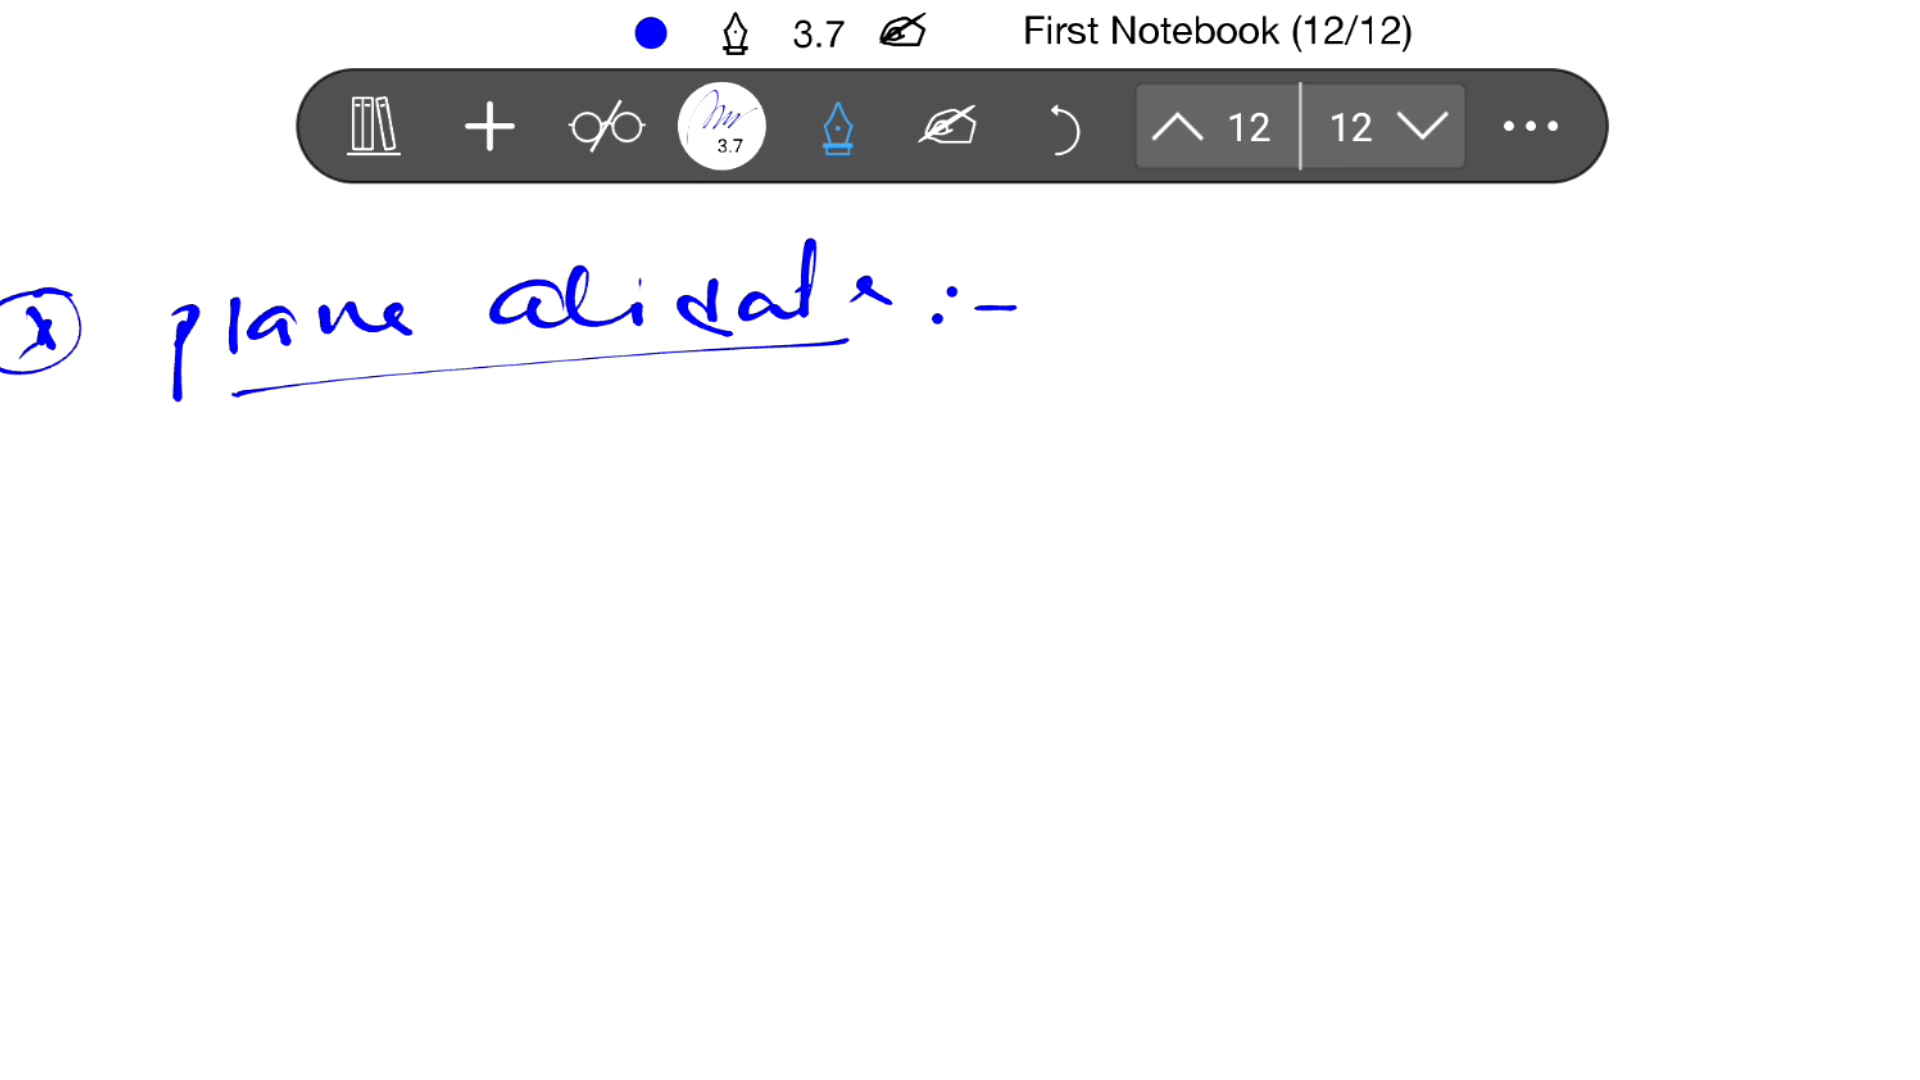 3.7 First Notebook (12/12)
3.7 12 12
x plane alidade :-